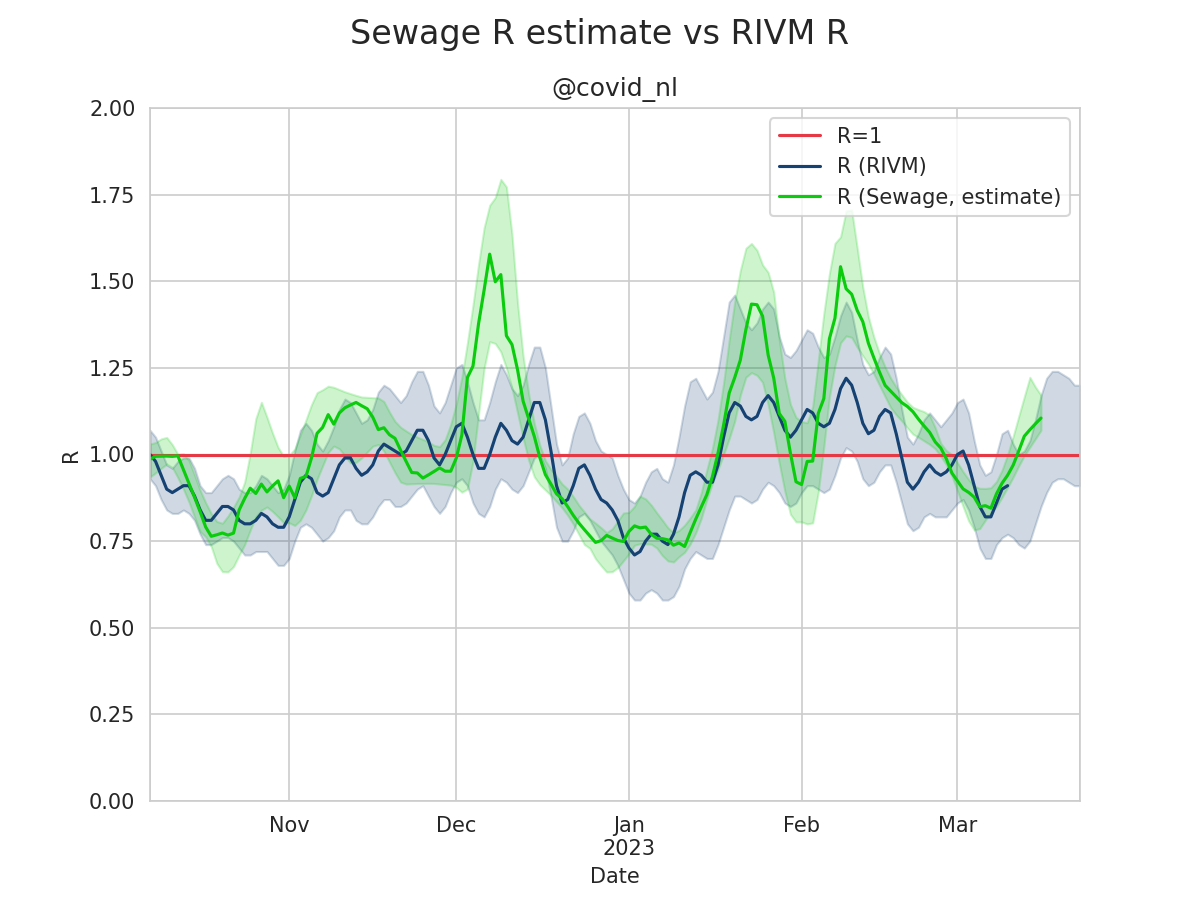 Sewage R estimate vs RIVM R
@covid_nl
R=1
R (RIVM)
R (Sewage, estimate)
2.00
1.75
1.50
1.25
1.00
0.75
0.50
0.25
0.00
R
Nov Dec Jan Feb Mar
2023
Date